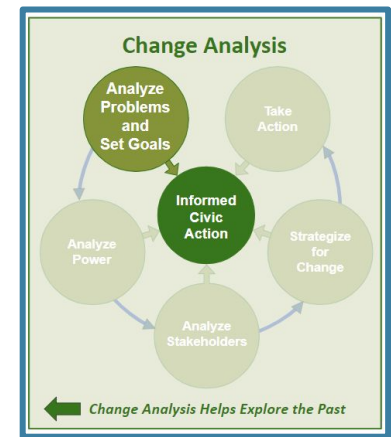 Change Analysis
Analyze
Problems
and
Set Goals
Take
Action
Informed
Civic
Action
Analyze
Power
Strategize
for
Change
Analyze
Stakeholders
Change Analysis Helps Explore the Past